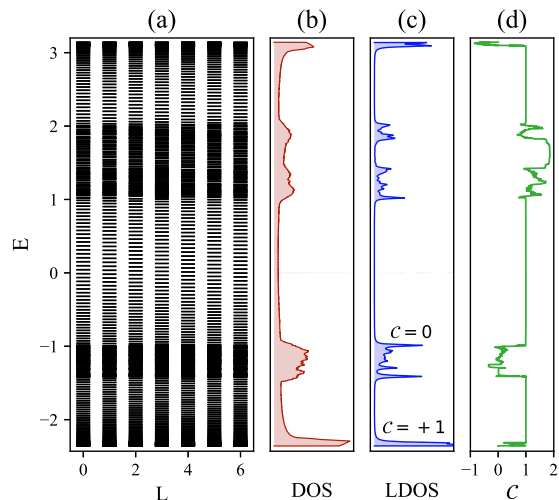 (a) (b) (c) (d)
3
2
1
0
−1
−2
E
0 2 4 6
L
DOS
LDOS
𝒞 = 0
𝒞 = +1
−1 0 1 2
𝒞